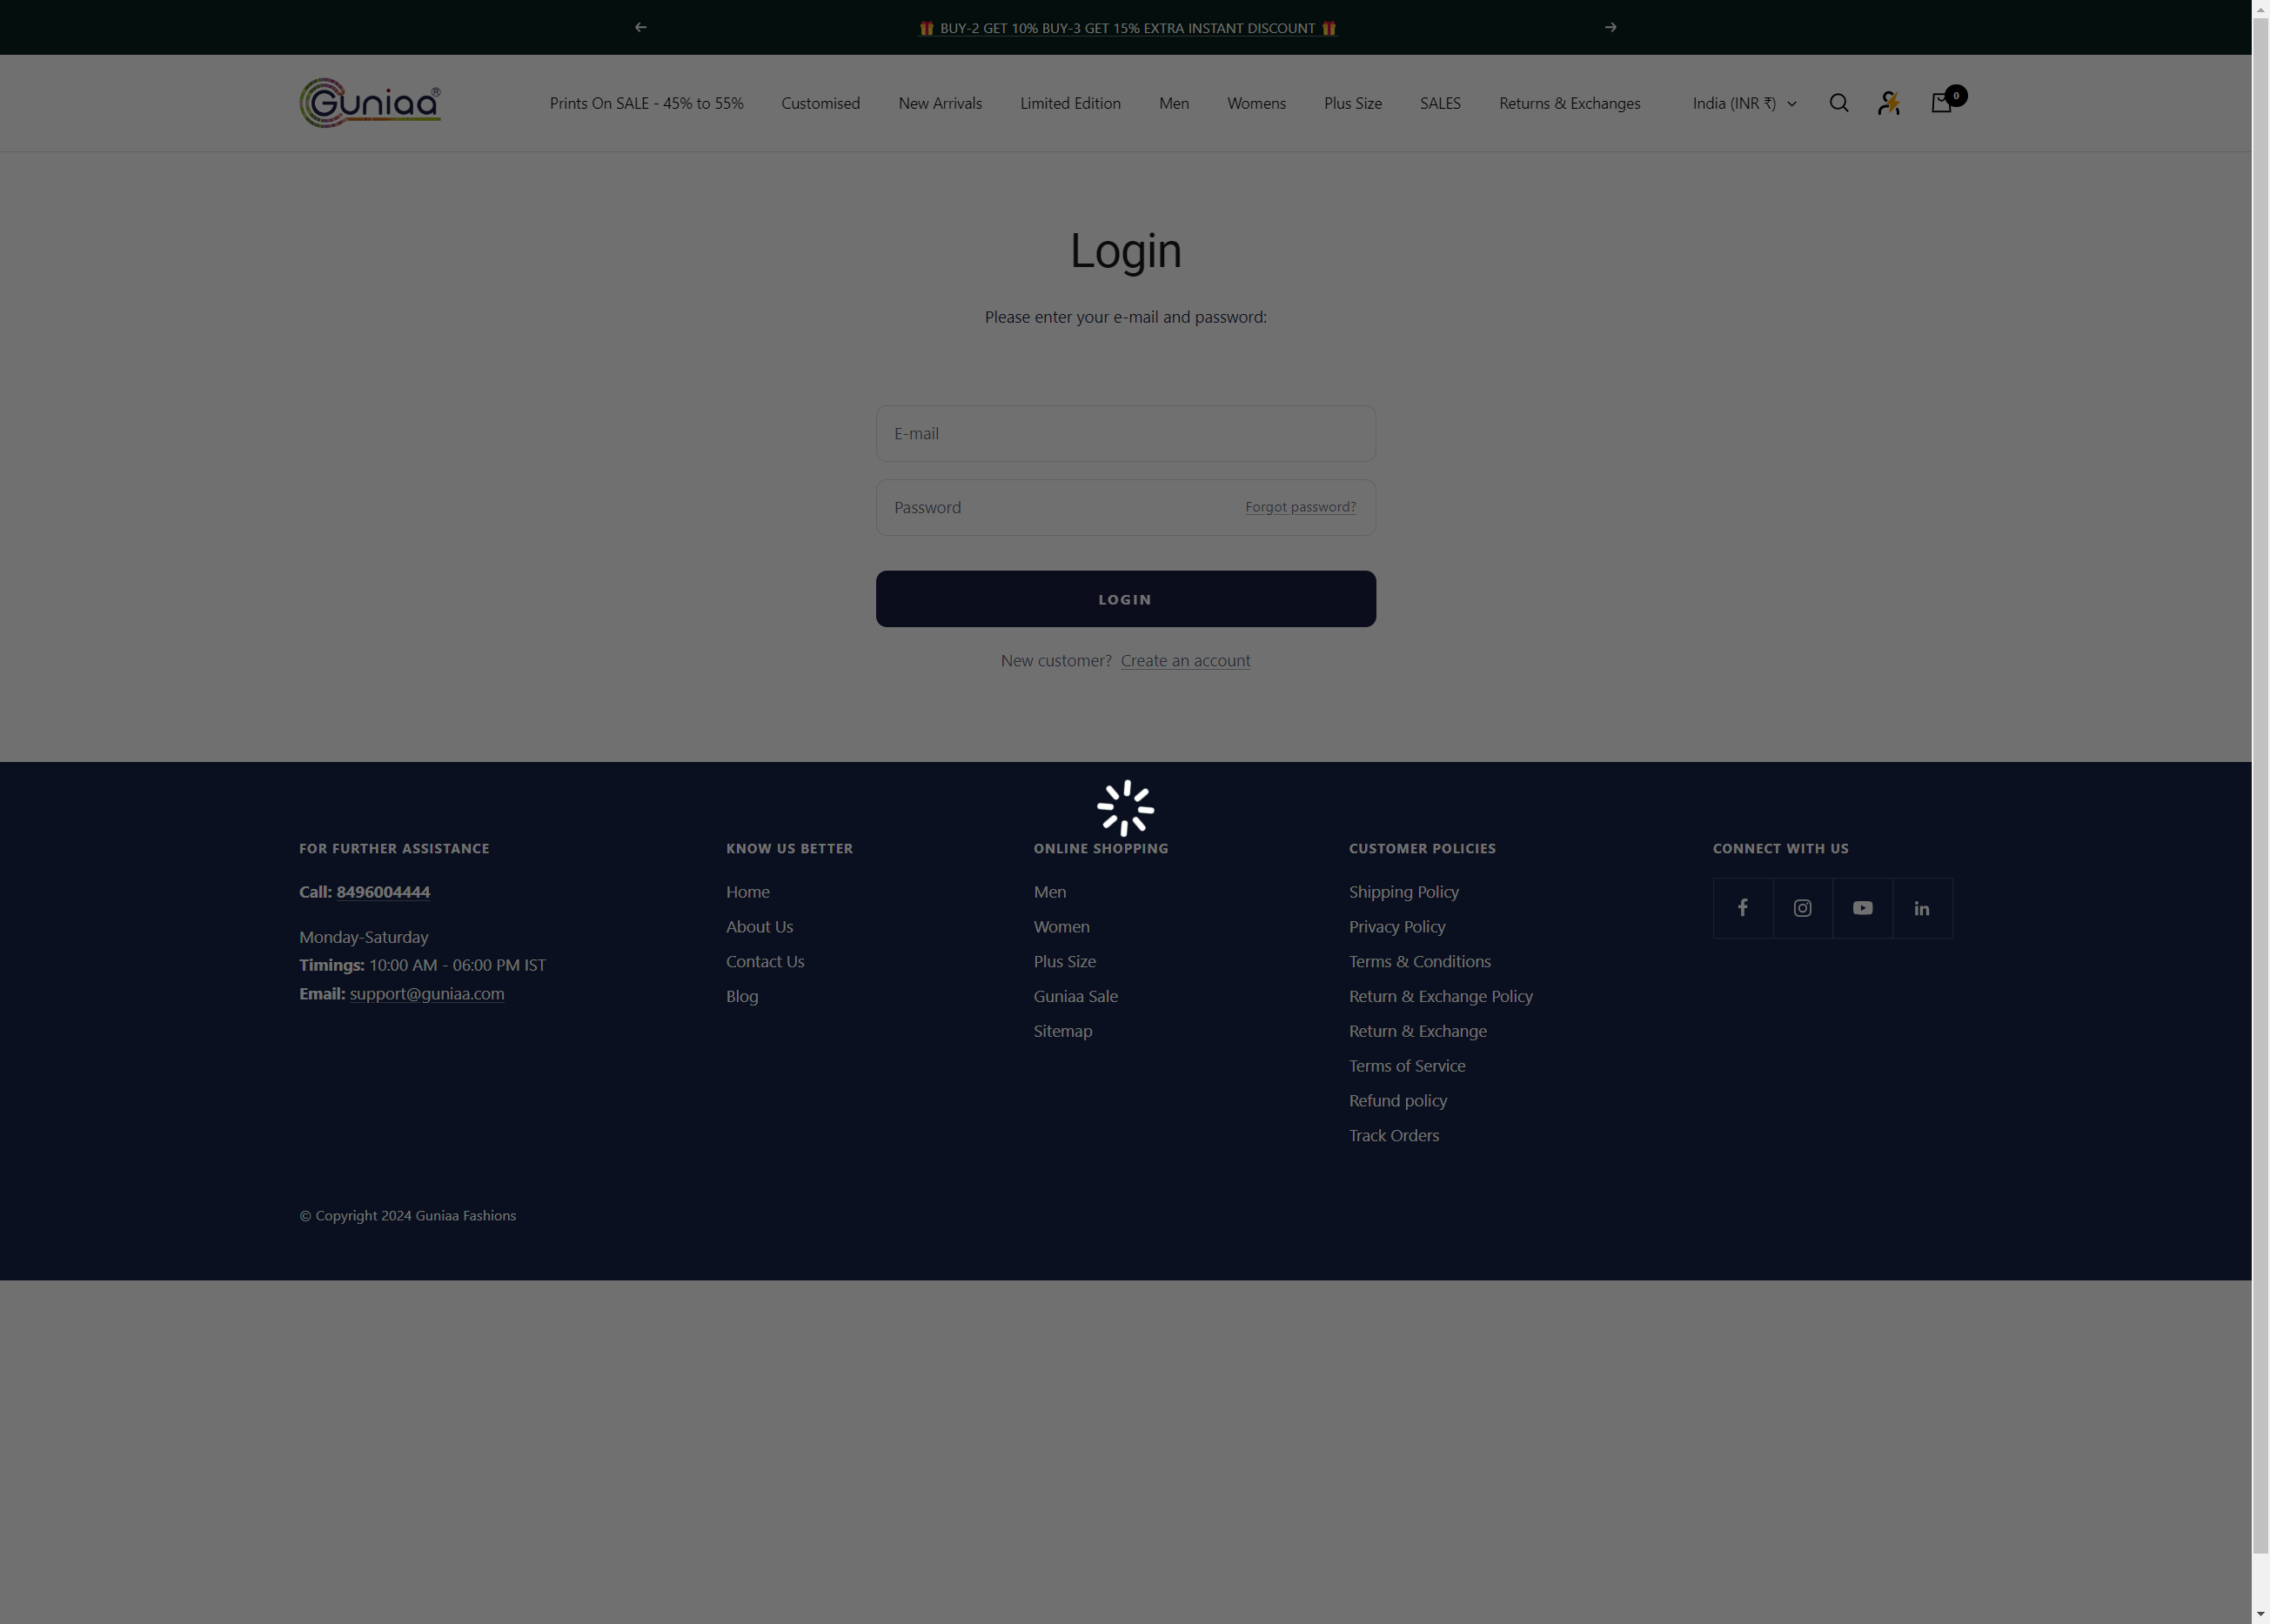 🎁 BUY-2 GET 10% BUY-3 GET 15% EXTRA INSTANT DISCOUNT 🎁
Guniaa®
Prints On SALE - 45% to 55%
Customised
New Arrivals
Limited Edition
Men
Womens
Plus Size
SALES
Returns & Exchanges
India (INR ₹)
0
Login
Please enter your e-mail and password:
E-mail
Password
Forgot password?
LOGIN
New customer? Create an account
FOR FURTHER ASSISTANCE
Call: 8496004444
Monday-Saturday
Timings: 10:00 AM - 06:00 PM IST
Email: support@guniaa.com
KNOW US BETTER
Home
About Us
Contact Us
Blog
ONLINE SHOPPING
Men
Women
Plus Size
Guniaa Sale
Sitemap
CUSTOMER POLICIES
Shipping Policy
Privacy Policy
Terms & Conditions
Return & Exchange Policy
Return & Exchange
Terms of Service
Refund policy
Track Orders
CONNECT WITH US
© Copyright 2024 Guniaa Fashions